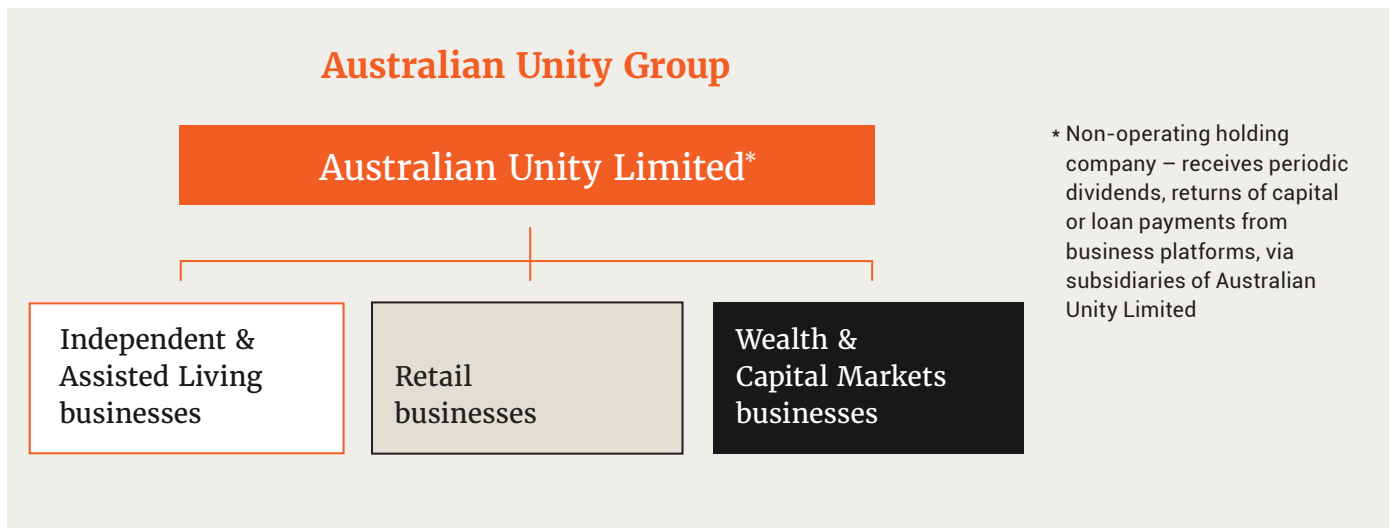 Australian Unity Group
Australian Unity Limited*
* Non-operating holding
company – receives periodic
dividends, returns of capital
or loan payments from
business platforms, via
subsidiaries of Australian
Unity Limited
Independent &
Assisted Living
businesses
Retail
businesses
Wealth &
Capital Markets
businesses